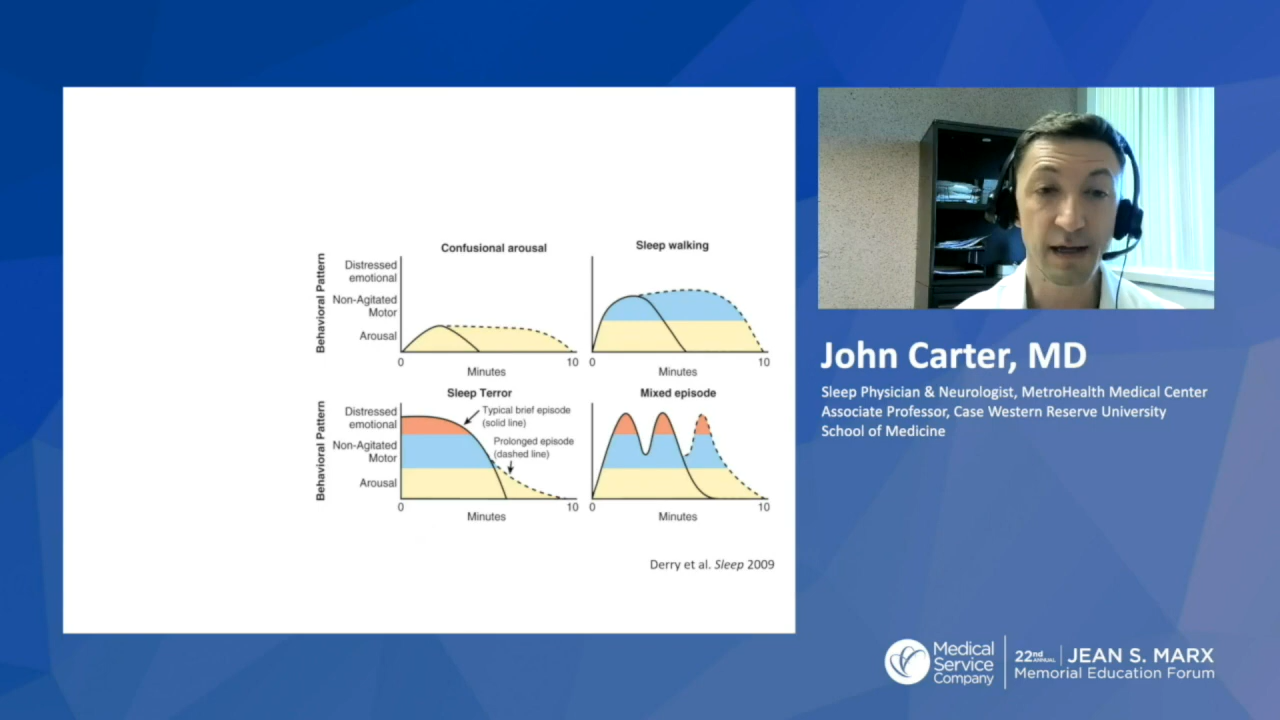 Confusional arousal
Sleep walking
Behavioral Pattern
Distressed
emotional
Non-Agitated
Motor
Arousal
0
10
Minutes
0
10
Minutes
Sleep Terror
Mixed episode
Behavioral Pattern
Distressed
emotional
Non-Agitated
Motor
Arousal
Typical brief episode
(solid line)
Prolonged episode
(dashed line)
0
10
Minutes
0
10
Minutes
Derry et al. Sleep 2009
John Carter, MD
Sleep Physician & Neurologist, MetroHealth Medical Center
Associate Professor, Case Western Reserve University
School of Medicine
Medical
Service
Company
22nd ANNUAL JEAN S. MARX
Memorial Education Forum